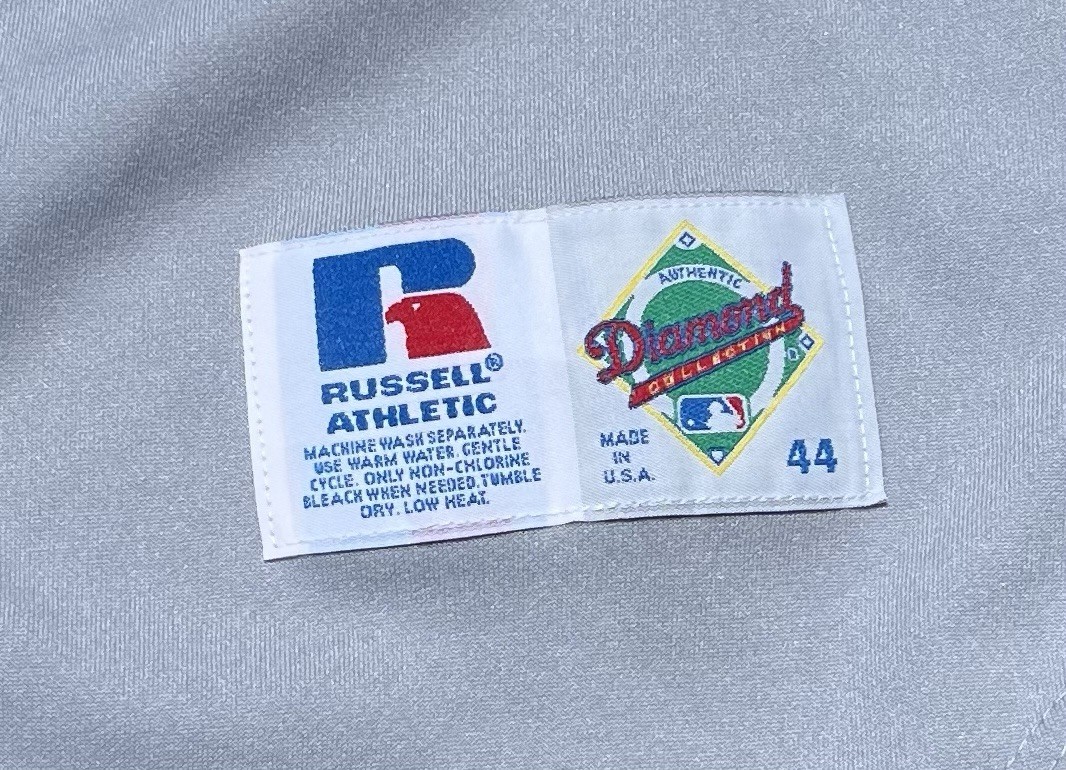 RUSSELL®
ATHLETIC
MACHINE WASH SEPARATELY.
USE WARM WATER. GENTLE
CYCLE. ONLY NON-CHLORINE
BLEACH WHEN NEEDED. TUMBLE
DRY. LOW HEAT.
AUTHENTIC
Diamond
COLLECTION
MADE
IN
U.S.A.
44